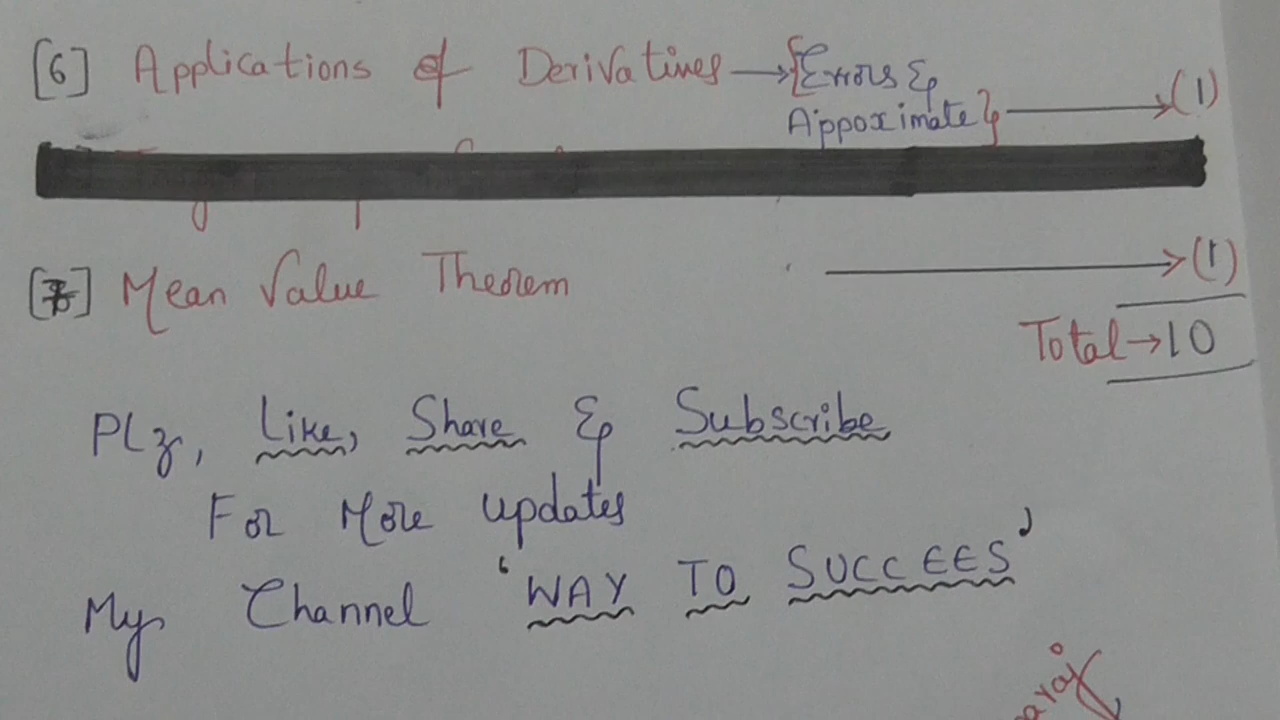 [6] Applications of Derivatives → {Errors &
Appoximate} → (1)
[7] Mean Value Theorem → (1)
Total → 10
Plz, Like, Share & Subscribe
For More updates
My Channel 'WAY TO SUCCEES'